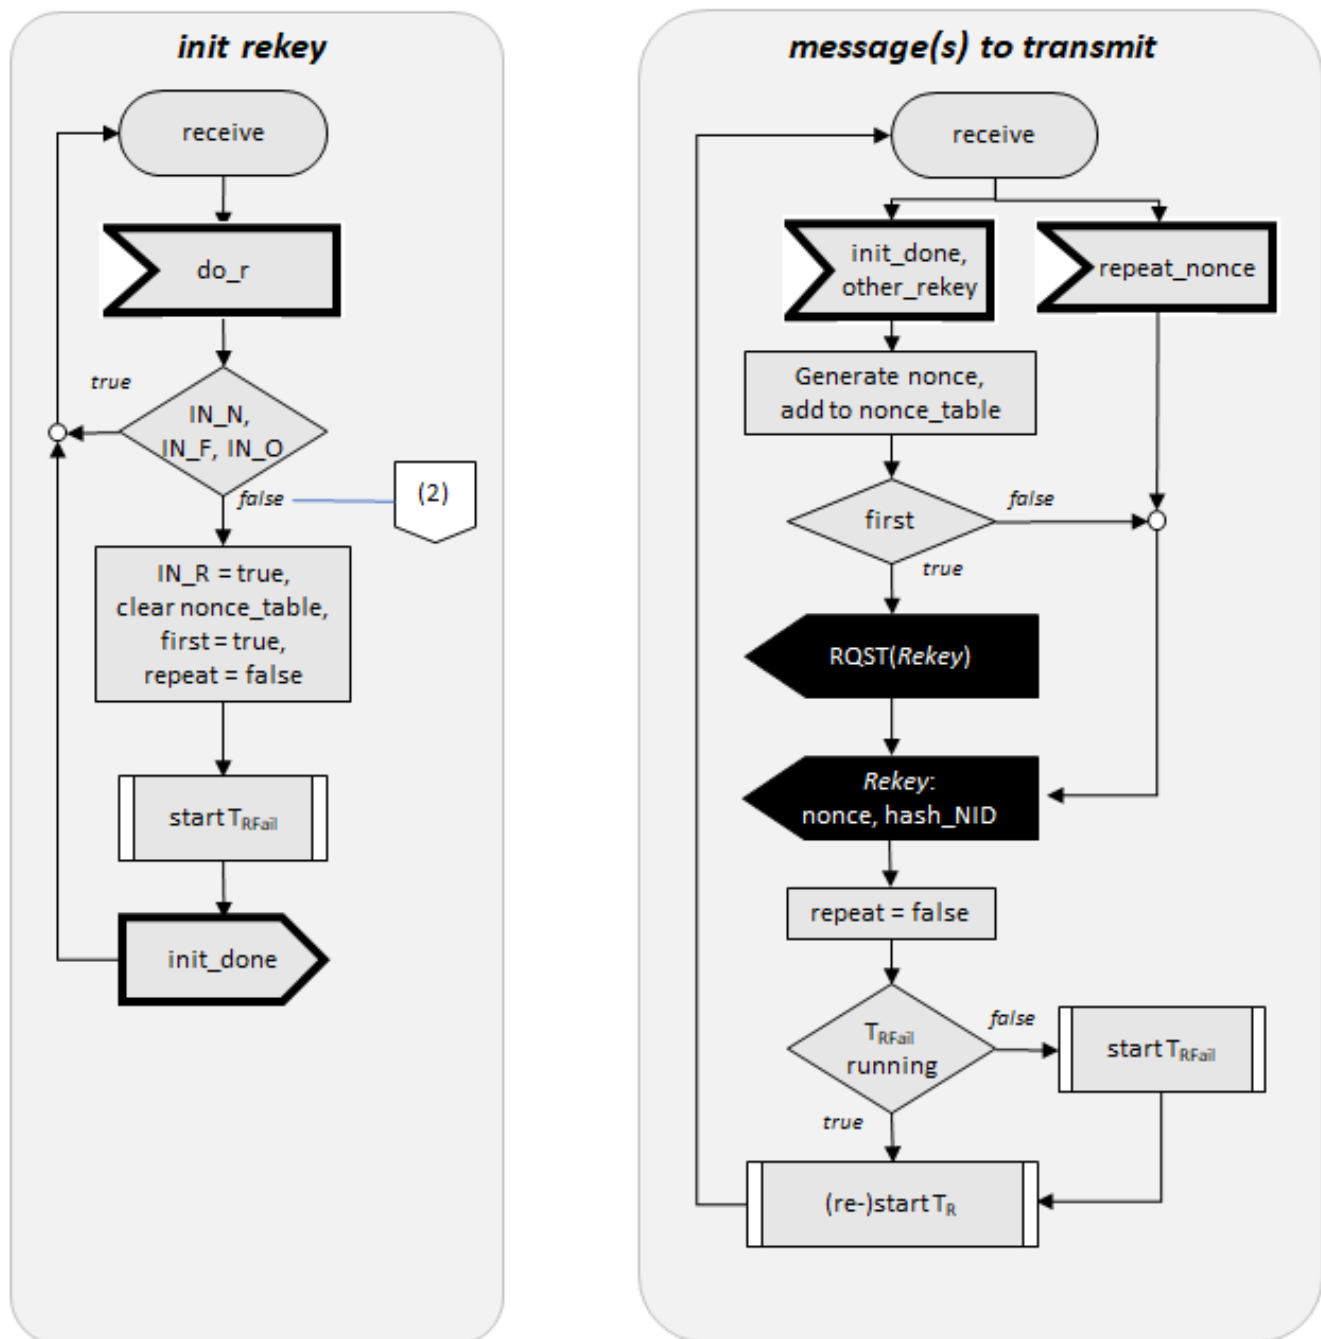 init rekey
receive
do_r
true
IN_N,
IN_F, IN_O
false
(2)
IN_R = true,
clear nonce_table,
first = true,
repeat = false
start TRFail
init_done
message(s) to transmit
receive
init_done,
other_rekey
repeat_nonce
Generate nonce,
add to nonce_table
first
false
true
RQST(Rekey)
Rekey:
nonce, hash_NID
repeat = false
TRFail
running
false
start TRFail
true
(re-)start TR